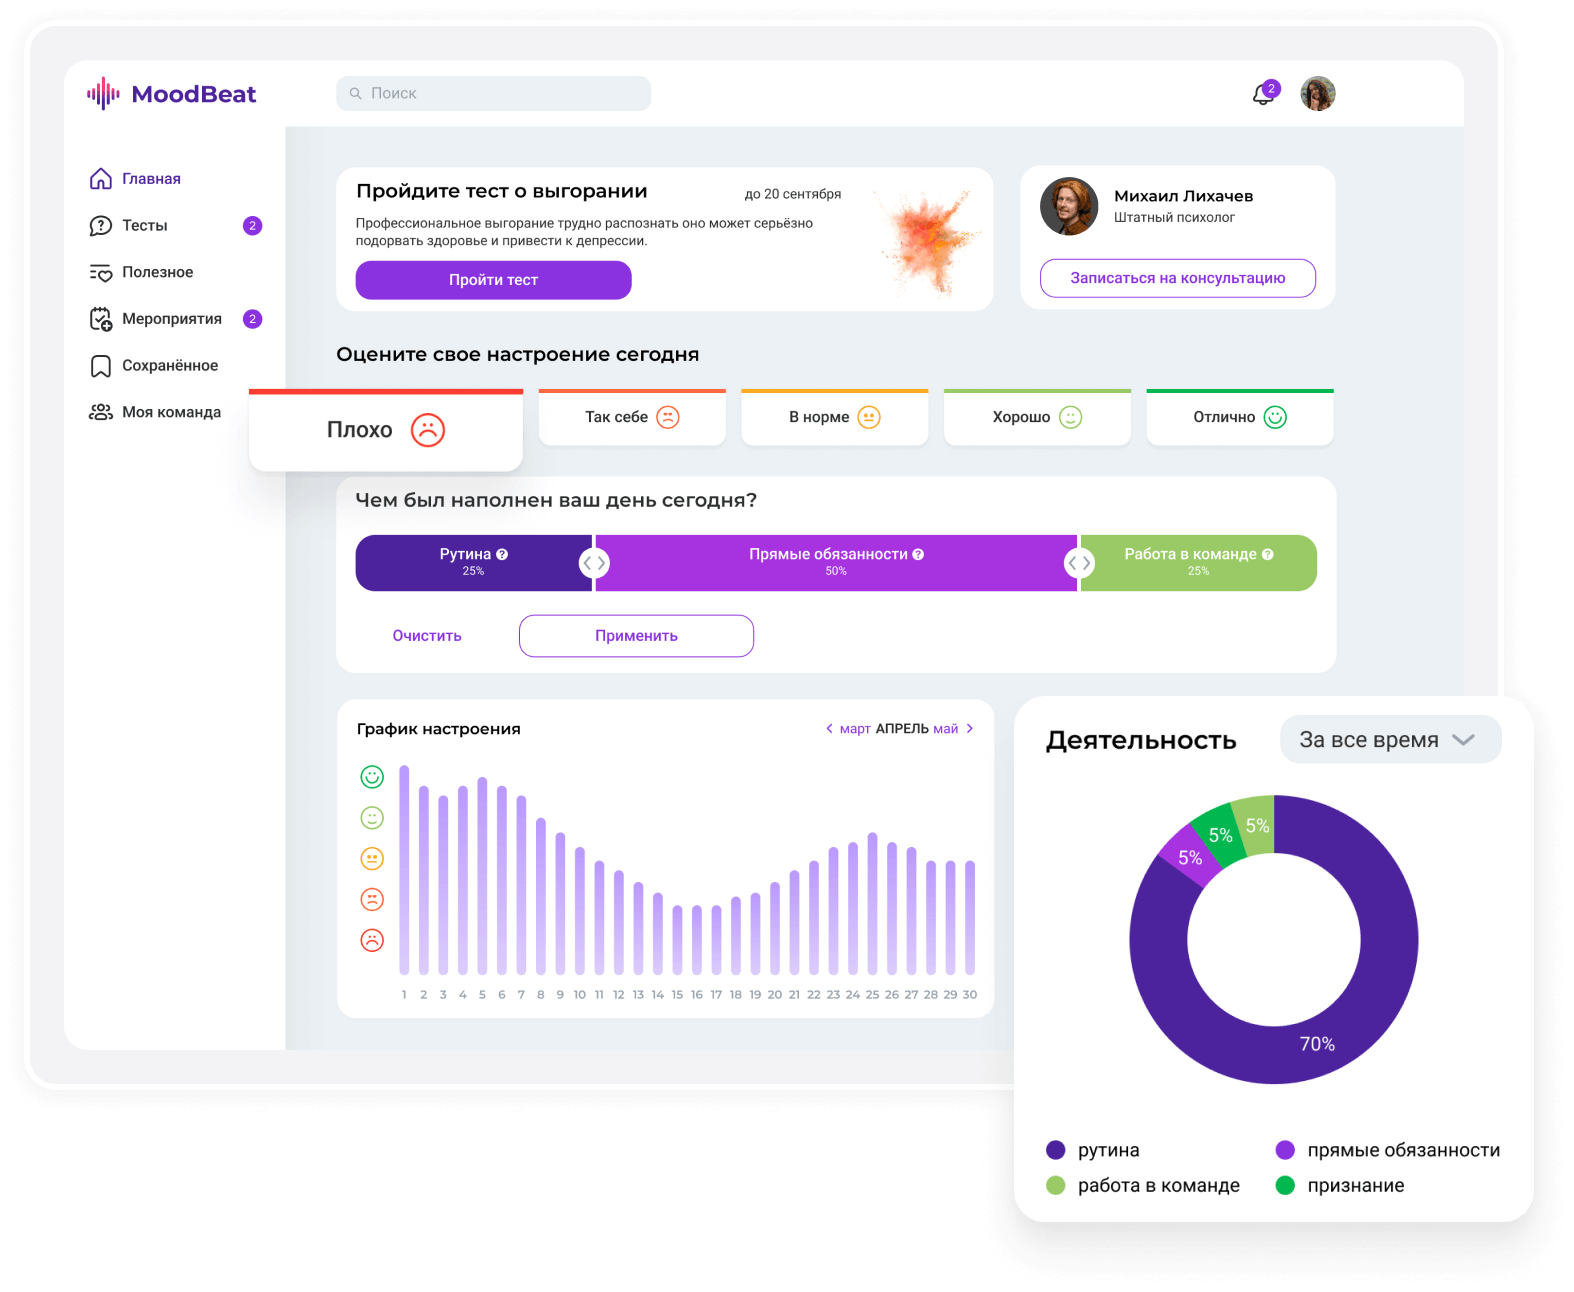 MoodBeat
Поиск
2
Главная
Тесты
2
Полезное
Мероприятия
2
Сохранённое
Моя команда
Пройдите тест о выгорании
до 20 сентября
Профессиональное выгорание трудно распознать оно может серьёзно
подорвать здоровье и привести к депрессии.
Пройти тест
Михаил Лихачев
Штатный психолог
Записаться на консультацию
Оцените свое настроение сегодня
Плохо
Так себе
В норме
Хорошо
Отлично
Чем был наполнен ваш день сегодня?
Рутина ?
25%
Прямые обязанности ?
50%
Работа в команде ?
25%
Очистить
Применить
График настроения
март АПРЕЛЬ май
1 2 3 4 5 6 7 8 9 10 11 12 13 14 15 16 17 18 19 20 21 22 23 24 25 26 27 28 29 30
Деятельность
За все время
5%
5%
5%
70%
рутина
прямые обязанности
работа в команде
признание